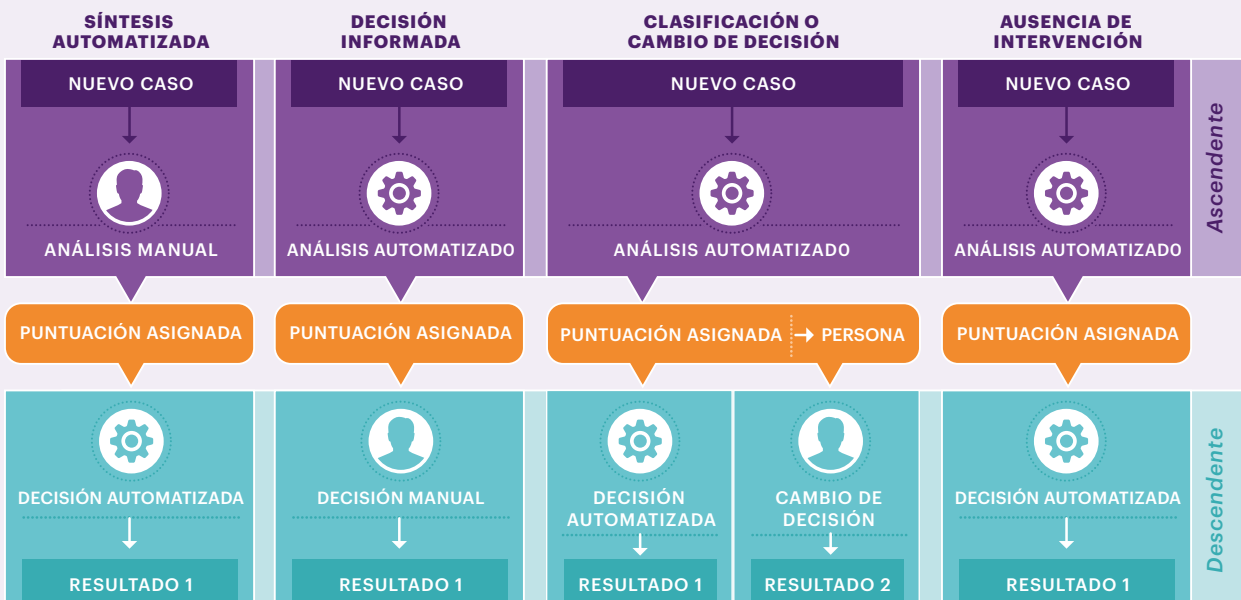 SÍNTESIS
AUTOMATIZADA
DECISIÓN
INFORMADA
CLASIFICACIÓN O
CAMBIO DE DECISIÓN
AUSENCIA DE
INTERVENCIÓN
NUEVO CASO
NUEVO CASO
NUEVO CASO
NUEVO CASO
ANÁLISIS MANUAL
ANÁLISIS AUTOMATIZADO
ANÁLISIS AUTOMATIZADO
ANÁLISIS AUTOMATIZADO
Ascendente
PUNTUACIÓN ASIGNADA
PUNTUACIÓN ASIGNADA
PUNTUACIÓN ASIGNADA → PERSONA
PUNTUACIÓN ASIGNADA
DECISIÓN AUTOMATIZADA
DECISIÓN MANUAL
DECISIÓN
AUTOMATIZADA
CAMBIO DE
DECISIÓN
DECISIÓN AUTOMATIZADA
Descendente
RESULTADO 1
RESULTADO 1
RESULTADO 1
RESULTADO 2
RESULTADO 1